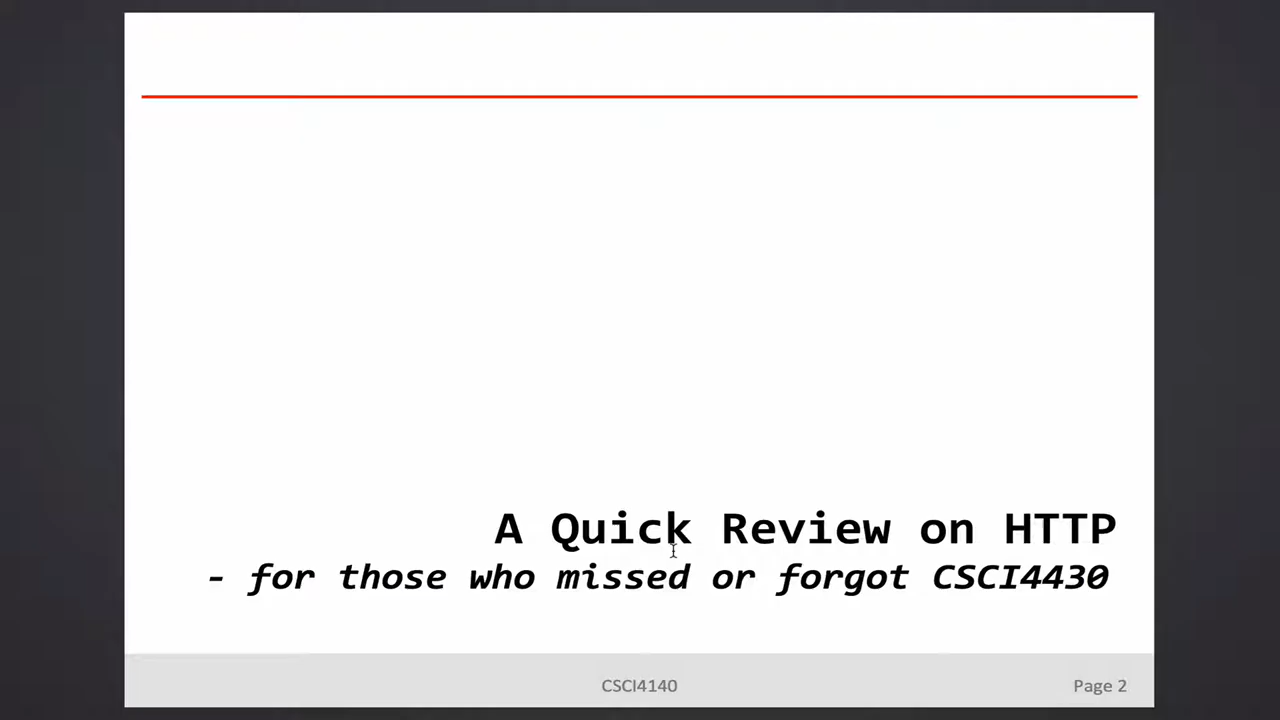 A Quick Review on HTTP
- for those who missed or forgot CSCI4430
CSCI4140
Page 2